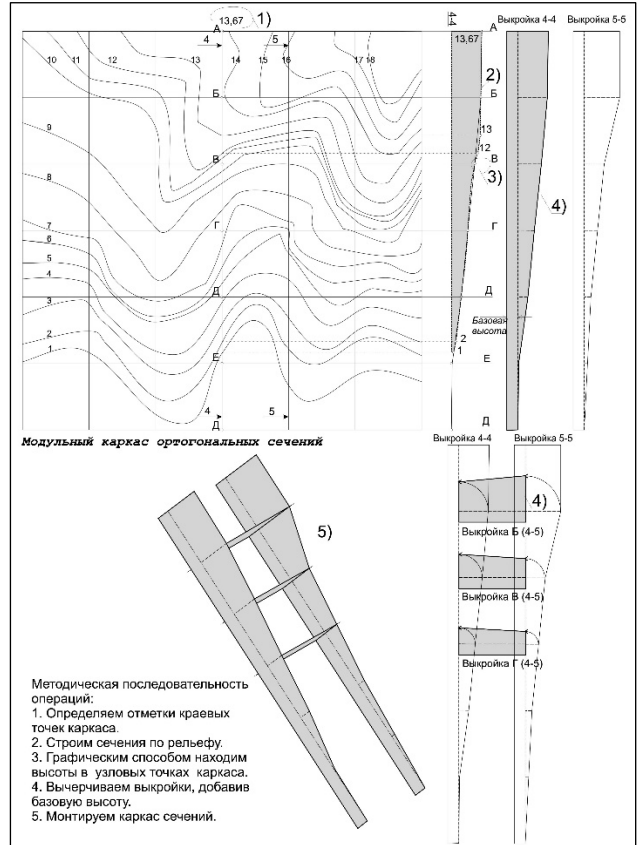 13,67
А
1)
4-4
А
Выкройка 4-4
Выкройка 5-5
4
5
13,67
10
11
12
13
14
15
16
17
18
2)
Б
Б
9
13
12
В
В
3)
8
4)
Г
Г
7
6
5
4
Д
Д
3
Базовая
высота
2
2
1
1
Е
Е
4
5
Д
Д
Модульный каркас ортогональных сечений
Выкройка 4-4
Выкройка 5-5
4)
Выкройка Б (4-5)
5)
Выкройка В (4-5)
Выкройка Г (4-5)
Методическая последовательность
операций:
1. Определяем отметки краевых
точек каркаса.
2. Строим сечения по рельефу.
3. Графическим способом находим
высоты в узловых точках каркаса.
4. Вычерчиваем выкройки, добавив
базовую высоту.
5. Монтируем каркас сечений.